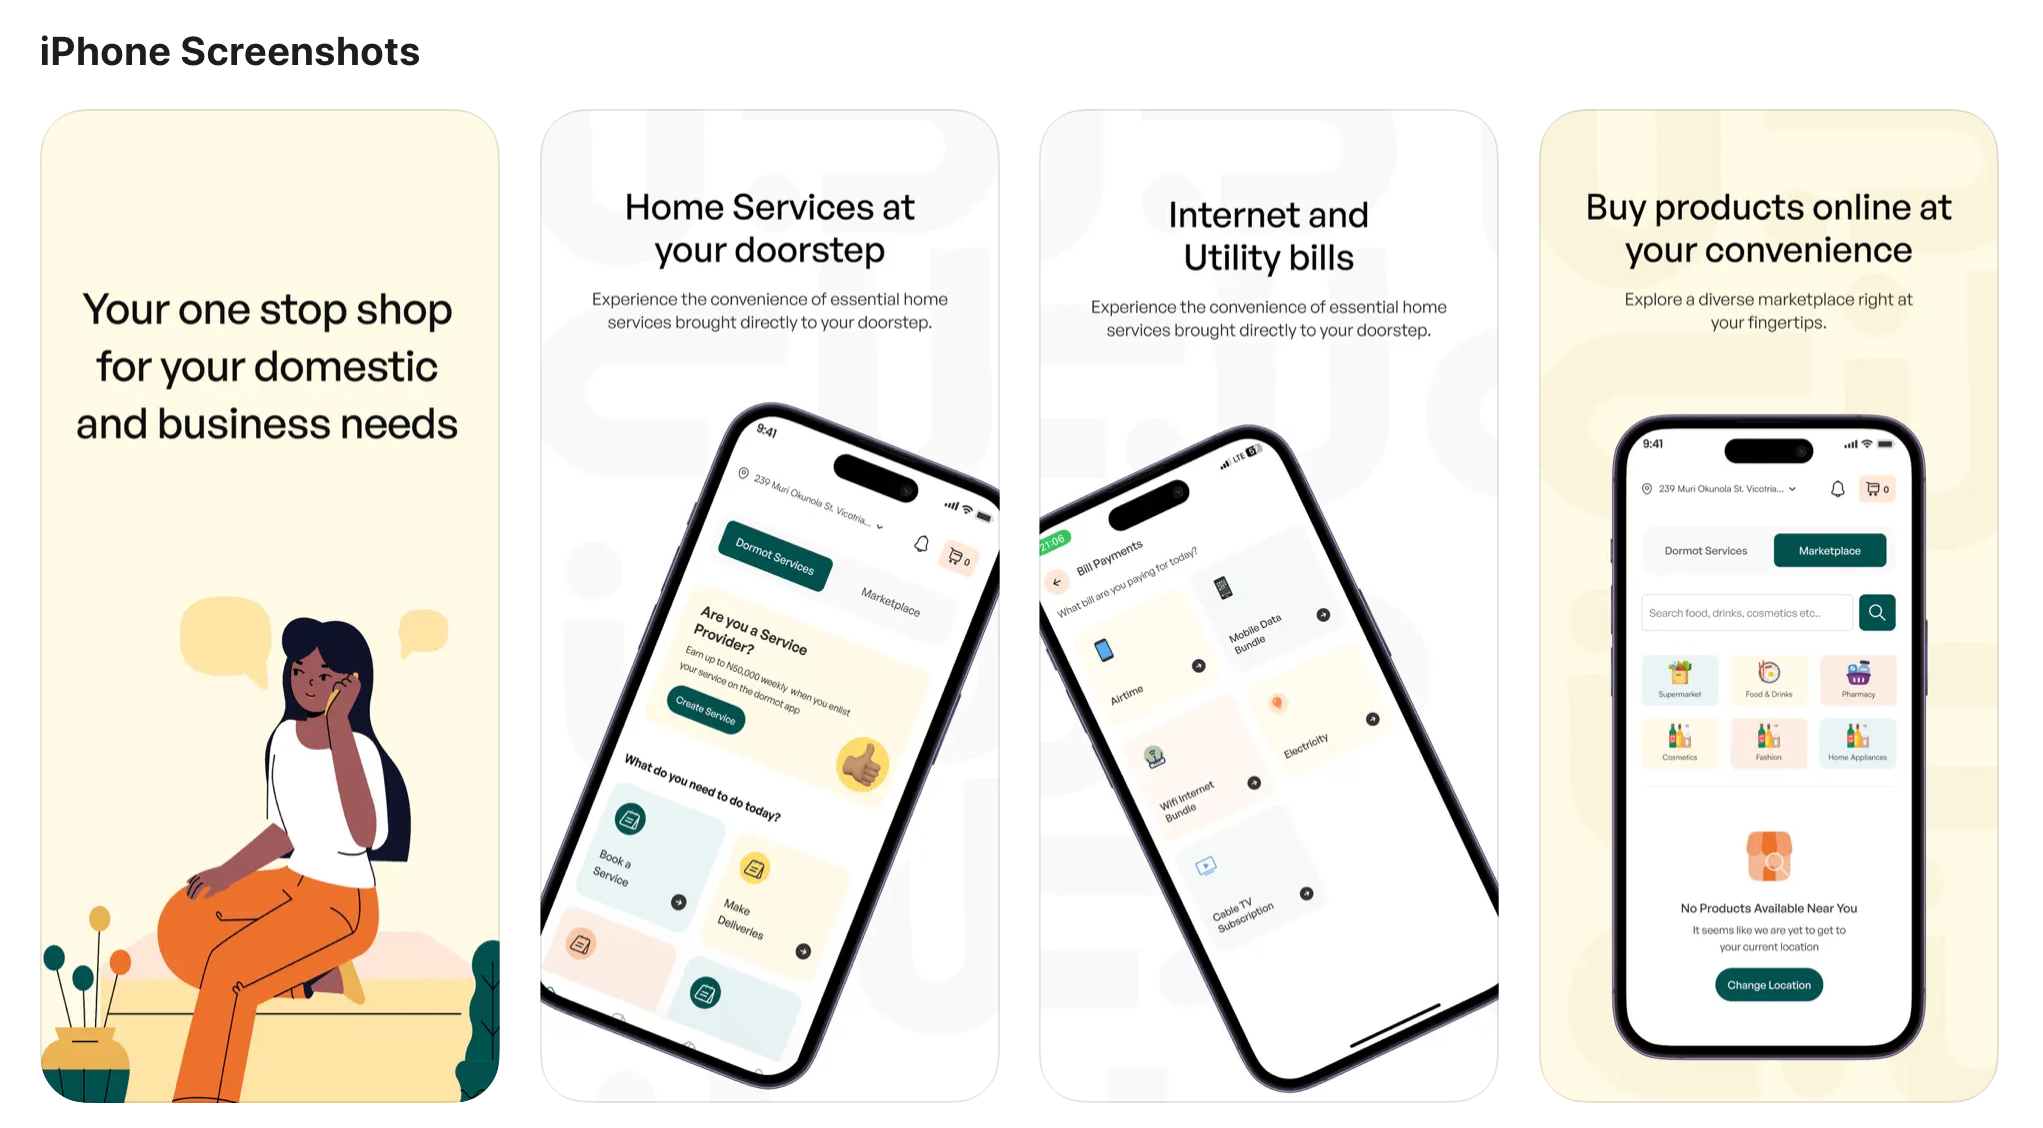 iPhone Screenshots
Your one stop shop
for your domestic
and business needs
Home Services at
your doorstep
Experience the convenience of essential home
services brought directly to your doorstep.
9:41
239 Muri Okunola St, Vicotria...
0
Dormot Services
Marketplace
Are you a Service
Provider?
Earn up to N50,000 weekly when you enlist
your service on the dormot app
Create Service
What do you need to do today?
Book a
Service
Make
Deliveries
Internet and
Utility bills
Experience the convenience of essential home
services brought directly to your doorstep.
21:06
LTE
Bill Payments
What bill are you paying for today?
Airtime
Mobile Data
Bundle
Wifi Internet
Bundle
Electricity
Cable TV
Subscription
Buy products online at
your convenience
Explore a diverse marketplace right at
your fingertips.
9:41
239 Muri Okunola St, Vicotria...
0
Dormot Services
Marketplace
Search food, drinks, cosmetics etc..
Supermarket
Food & Drinks
Pharmacy
Cosmetics
Fashion
Home Appliances
No Products Available Near You
It seems like we are yet to get to
your current location
Change Location